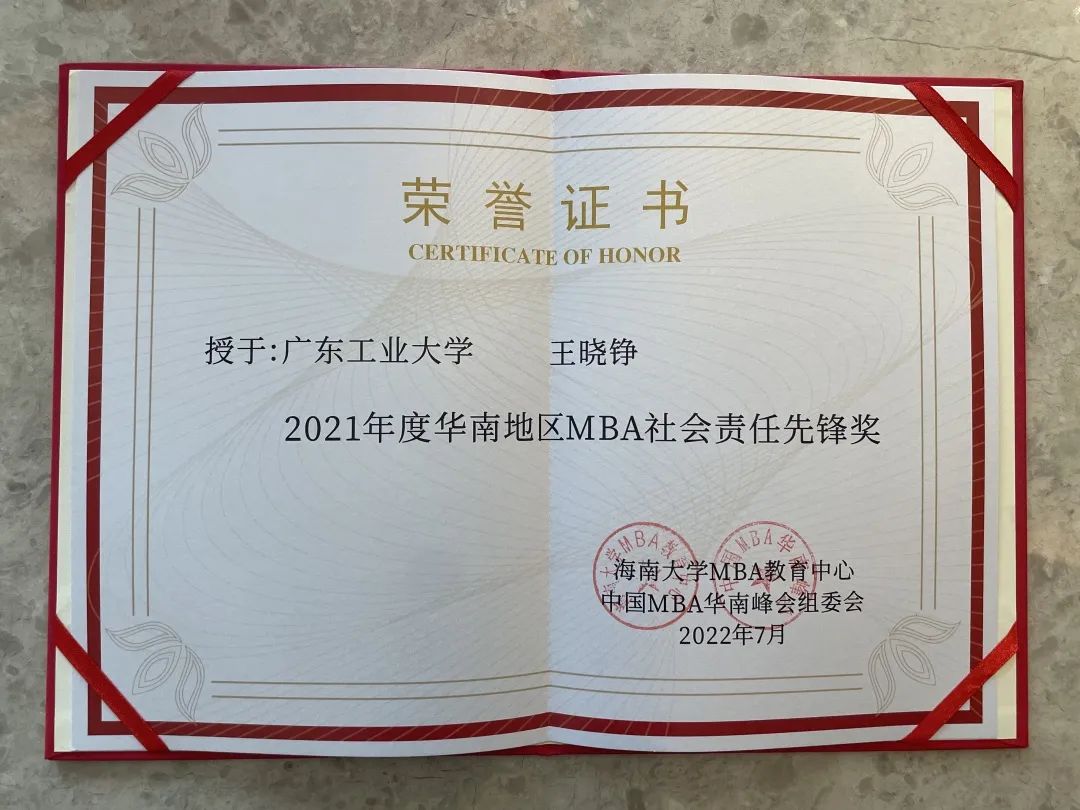 荣誉证书
CERTIFICATE OF HONOR
授于:广东工业大学 王晓铮
2021年度华南地区MBA社会责任先锋奖
海南大学MBA教育中心
中国MBA华南峰会组委会
2022年7月